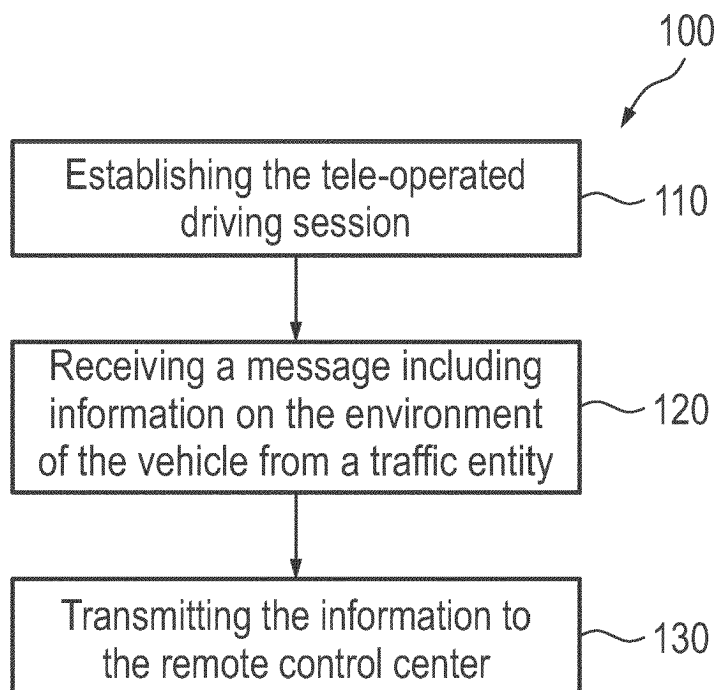 100
Establishing the tele-operated
driving session
110
Receiving a message including
information on the environment
of the vehicle from a traffic entity
120
Transmitting the information to
the remote control center
130